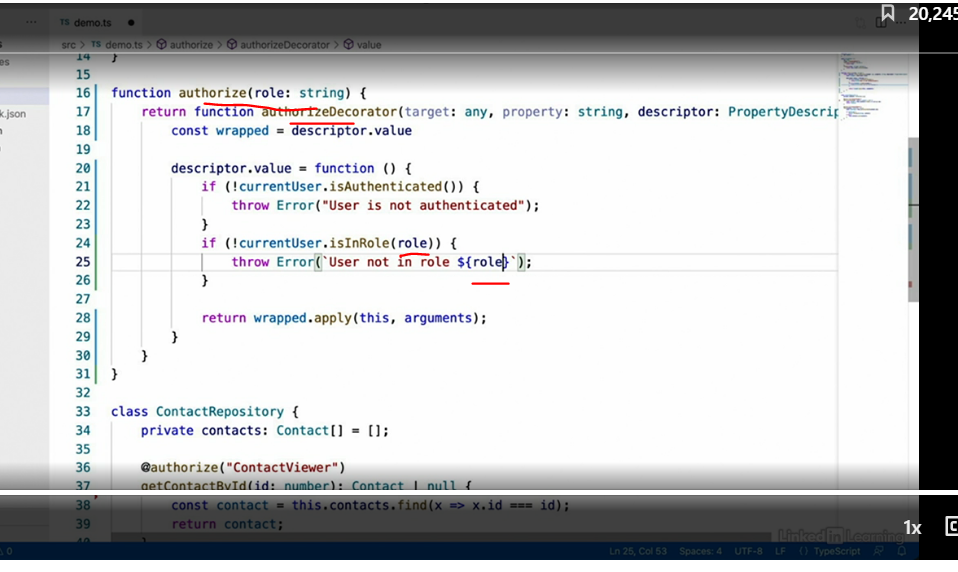 ... TS demo.ts ●
20,245
src > TS demo.ts > authorize > authorizeDecorator > value
es
14 }
15
16 function authorize(role: string) {
k.json
17 return function authorizeDecorator(target: any, property: string, descriptor: PropertyDescrip
18 const wrapped = descriptor.value
19
20 descriptor.value = function () {
21 if (!currentUser.isAuthenticated()) {
22 throw Error("User is not authenticated");
23 }
24 if (!currentUser.isInRole(role)) {
25 throw Error(`User not in role ${role}`);
26 }
27
28 return wrapped.apply(this, arguments);
29 }
30 }
31 }
32
33 class ContactRepository {
34 private contacts: Contact[] = [];
35
36 @authorize("ContactViewer")
37 getContactById(id: number): Contact | null {
38 const contact = this.contacts.find(x => x.id === id);
39 return contact;
40 }
LinkedIn Learning
1x
0 Ln 25, Col 53 Spaces: 4 UTF-8 LF {} TypeScript